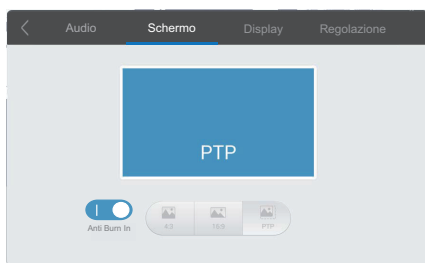 Audio Schermo Display Regolazione
PTP
Anti Burn In
4:3 16:9 PTP